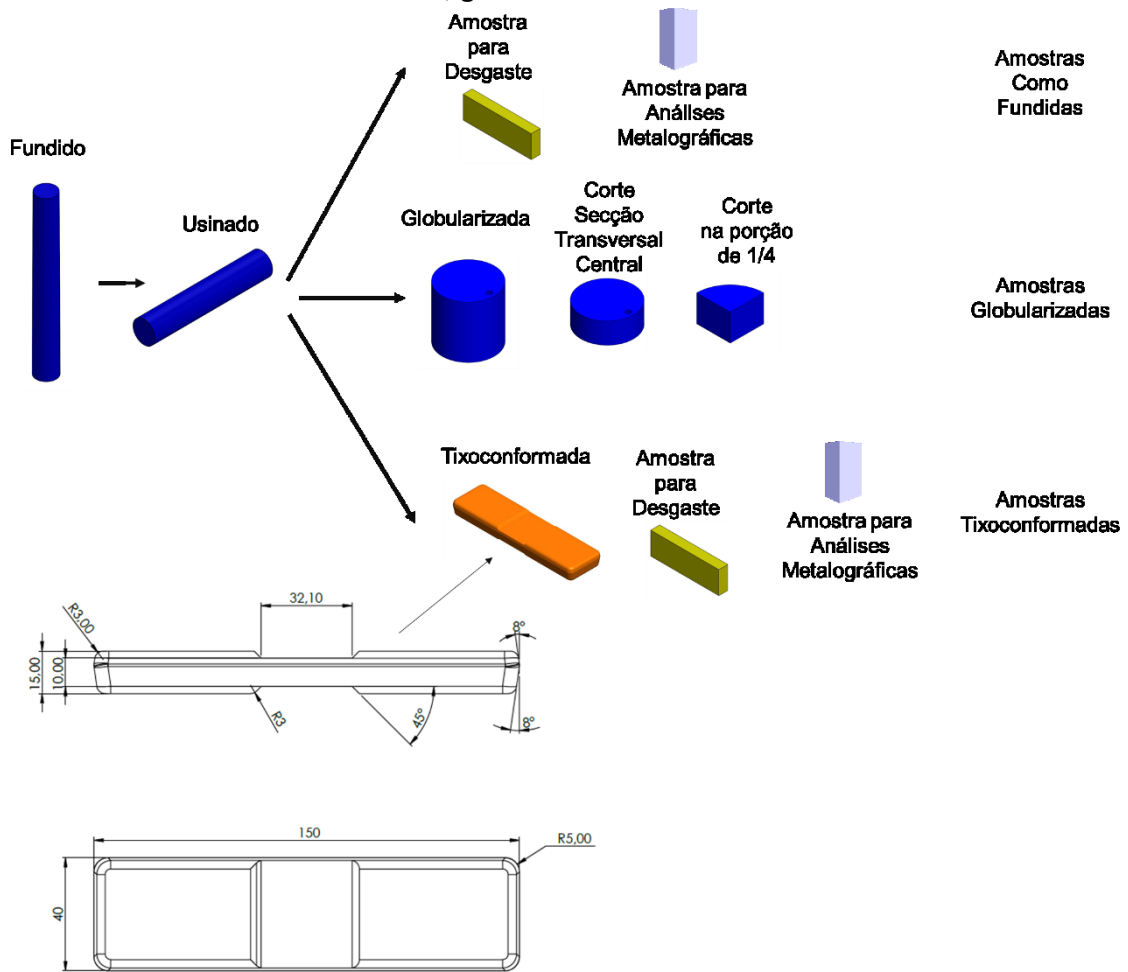 Amostra
para
Desgaste
Amostra para
Análises
Metalográficas
Amostras
Como
Fundidas
Fundido
Usinado
Globularizada
Corte
Secção
Transversal
Central
Corte
na porção
de 1/4
Amostras
Globularizadas
Tixoconformada
Amostra
para
Desgaste
Amostra para
Análises
Metalográficas
Amostras
Tixoconformadas
32,10
R3,00
8°
15.00
10.00
R3
45°
8°
150
R5,00
40